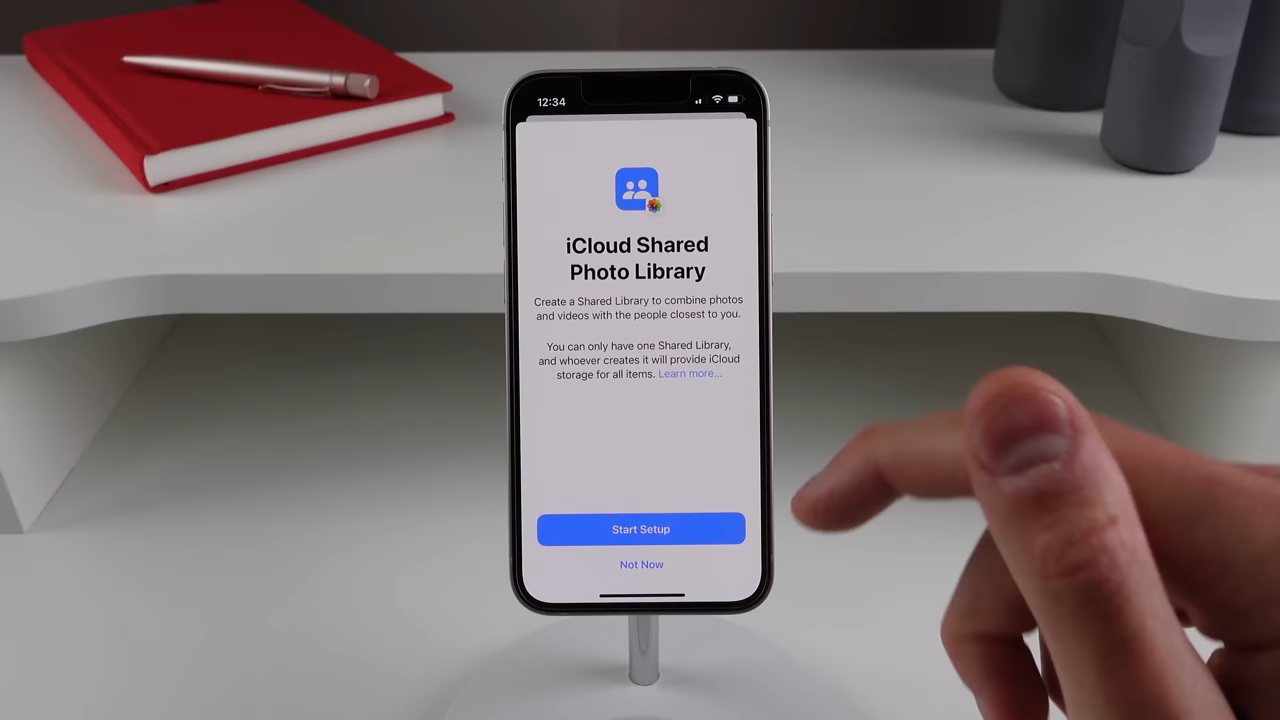 12:34
iCloud Shared
Photo Library
Create a Shared Library to combine photos
and videos with the people closest to you.
You can only have one Shared Library,
and whoever creates it will provide iCloud
storage for all items. Learn more...
Start Setup
Not Now